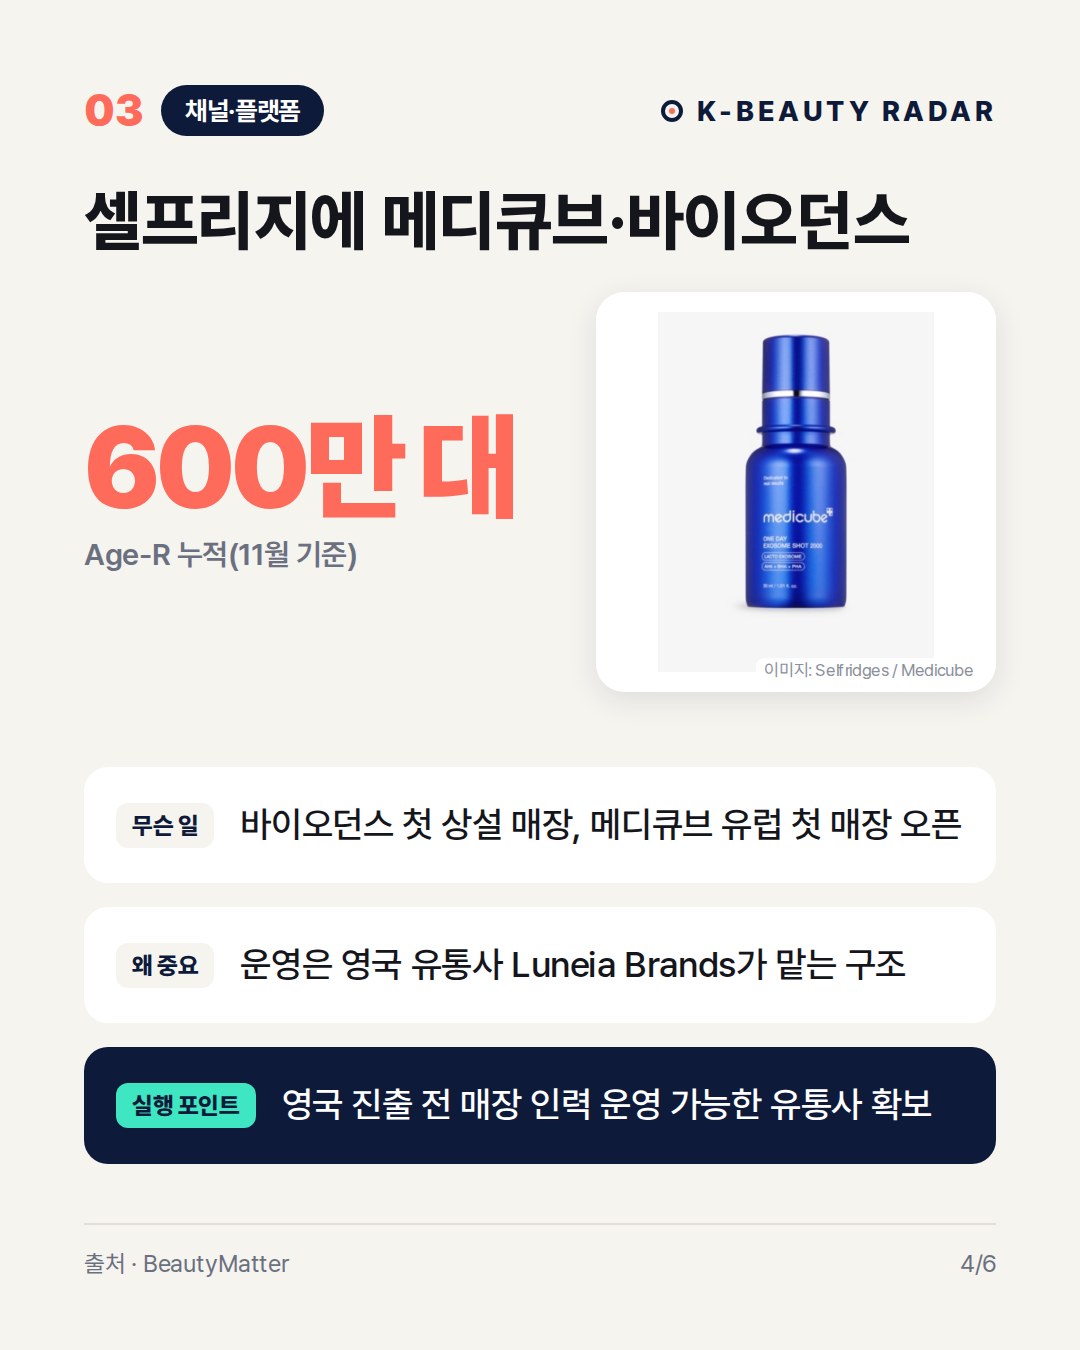 03 채널·플랫폼
K-BEAUTY RADAR
셀프리지에 메디큐브·바이오던스
600만 대
Age-R 누적(11월 기준)
medicube
ONE DAY
EXOSOME SHOT 2000
이미지: Selfridges / Medicube
무슨 일 바이오던스 첫 상설 매장, 메디큐브 유럽 첫 매장 오픈
왜 중요 운영은 영국 유통사 Luneia Brands가 맡는 구조
실행 포인트 영국 진출 전 매장 인력 운영 가능한 유통사 확보
출처 · BeautyMatter
4/6